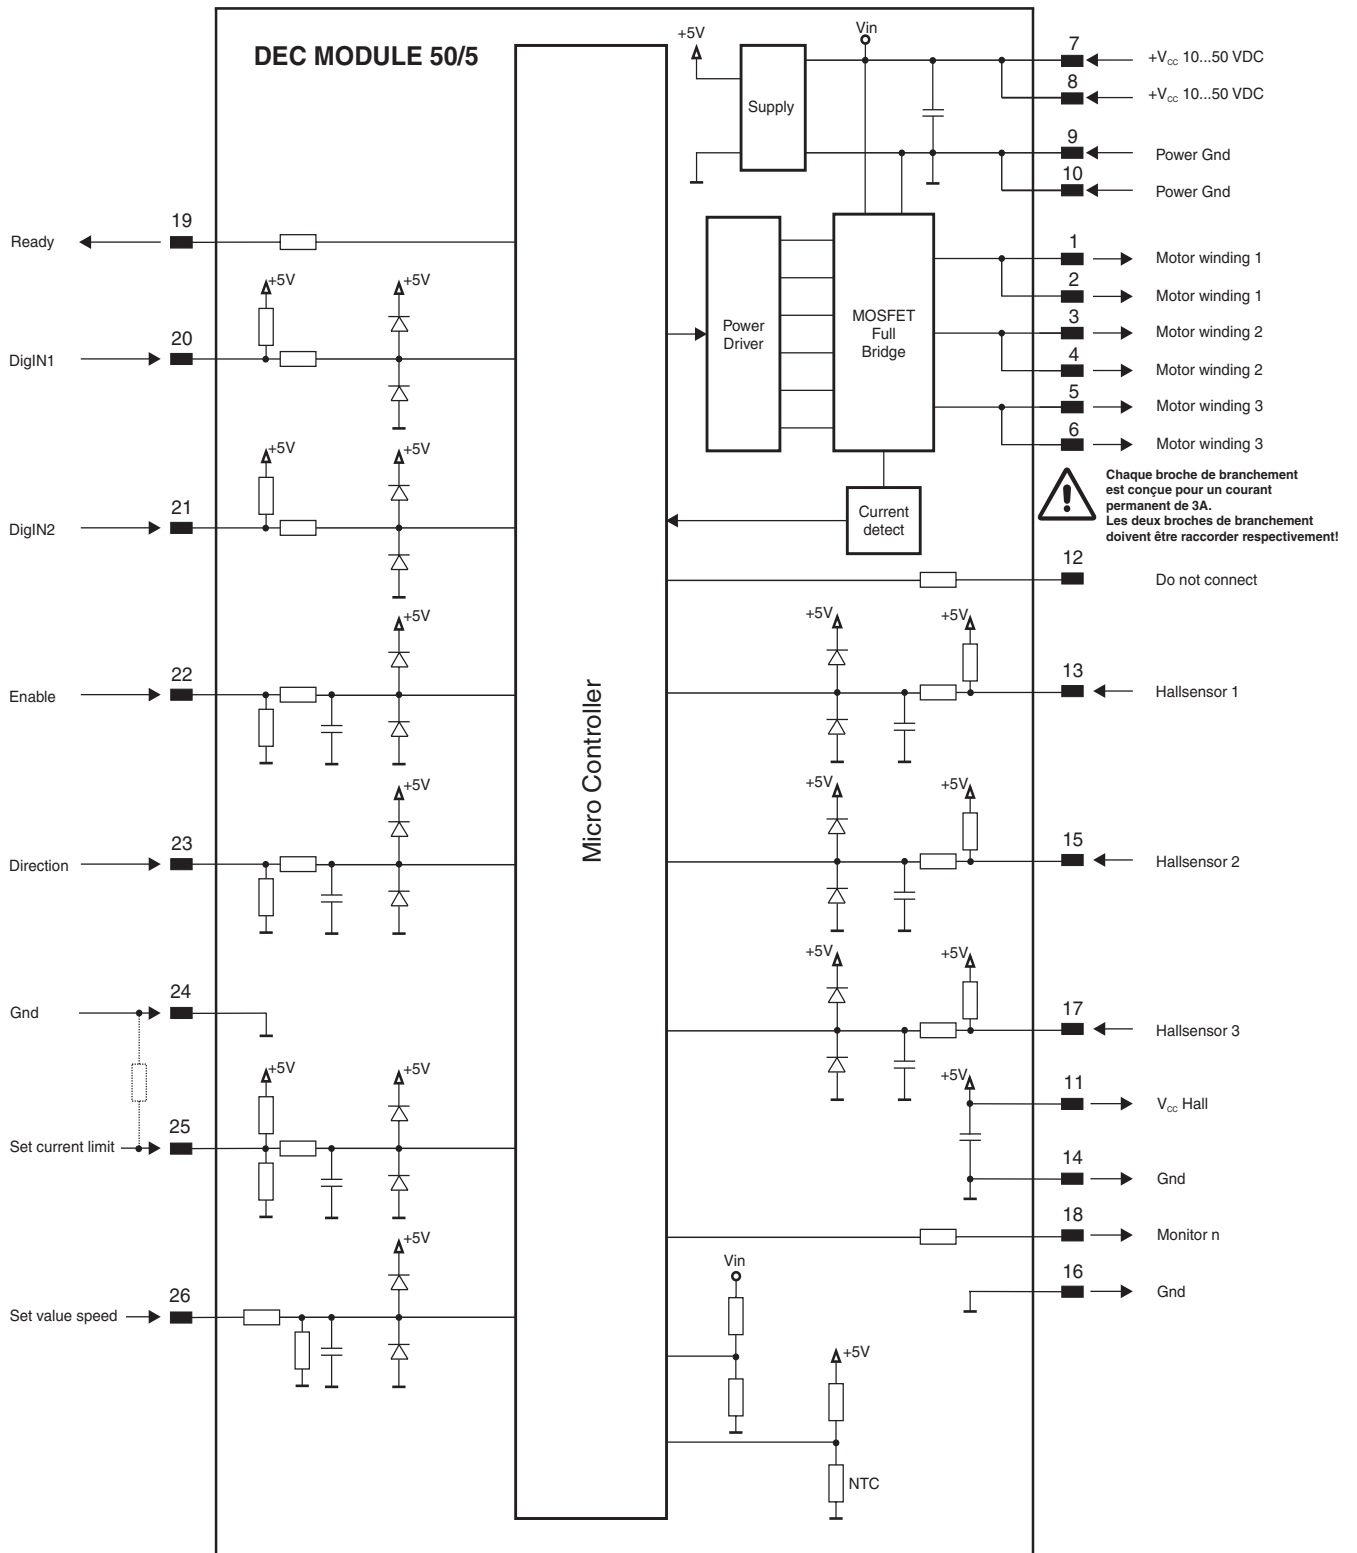 DEC MODULE 50/5
+5V
Vin
Supply
7
+Vcc 10...50 VDC
8
+Vcc 10...50 VDC
9
Power Gnd
10
Power Gnd
Power
Driver
MOSFET
Full
Bridge
Current
detect
1
Motor winding 1
2
Motor winding 1
3
Motor winding 2
4
Motor winding 2
5
Motor winding 3
6
Motor winding 3
Chaque broche de branchement
est conçue pour un courant
permanent de 3A.
Les deux broches de branchement
doivent être raccorder respectivement!
12
Do not connect
Ready
19
+5V
+5V
DigIN1
20
+5V
+5V
DigIN2
21
+5V
Enable
22
+5V
Direction
23
Gnd
24
+5V
+5V
Set current limit
25
+5V
Set value speed
26
Micro Controller
+5V
+5V
13
Hallsensor 1
+5V
+5V
15
Hallsensor 2
+5V
+5V
17
Hallsensor 3
+5V
11
Vcc Hall
14
Gnd
18
Monitor n
16
Gnd
Vin
+5V
NTC